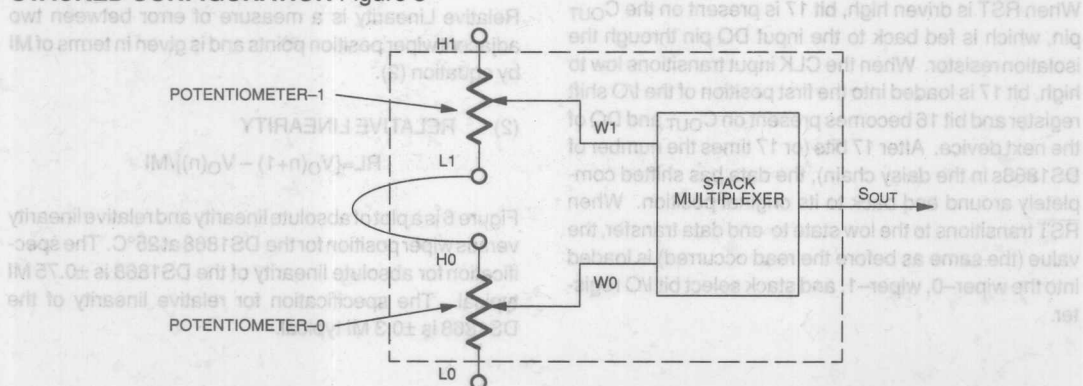 STACKED CONFIGURATION Figure 5
H1
POTENTIOMETER–1
W1
L1
STACK
MULTIPLEXER
SOUT
H0
W0
POTENTIOMETER–0
L0
When RST is driven high, bit 17 is present on the COUT
pin, which is fed back to the input DQ pin through the
isolation resistor. When the CLK input transitions low to
high, bit 17 is loaded into the first position of the I/O shift
register and bit 16 becomes present on COUT and DQ of
the next device. After 17 bits (or 17 times the number of
DS1868s in the daisy chain), the data has shifted com-
pletely around and back to its original position. When
RST transitions to the low state to end data transfer, the
value (the same as before the read occurred) is loaded
into the wiper–0, wiper–1, and stack select bit I/O regis-
ter.
Relative Linearity is a measure of error between two
adjacent wiper position points and is given in terms of MI
by equation (2).
(2) RELATIVE LINEARITY
RL={VO(n+1) – VO(n)}/MI
Figure 6 is a plot of absolute linearity and relative linearity
versus wiper position for the DS1868 at 25°C. The spec-
ification for absolute linearity of the DS1868 is ±0.75 MI
typical. The specification for relative linearity of the
DS1868 is ±0.3 MI typical.